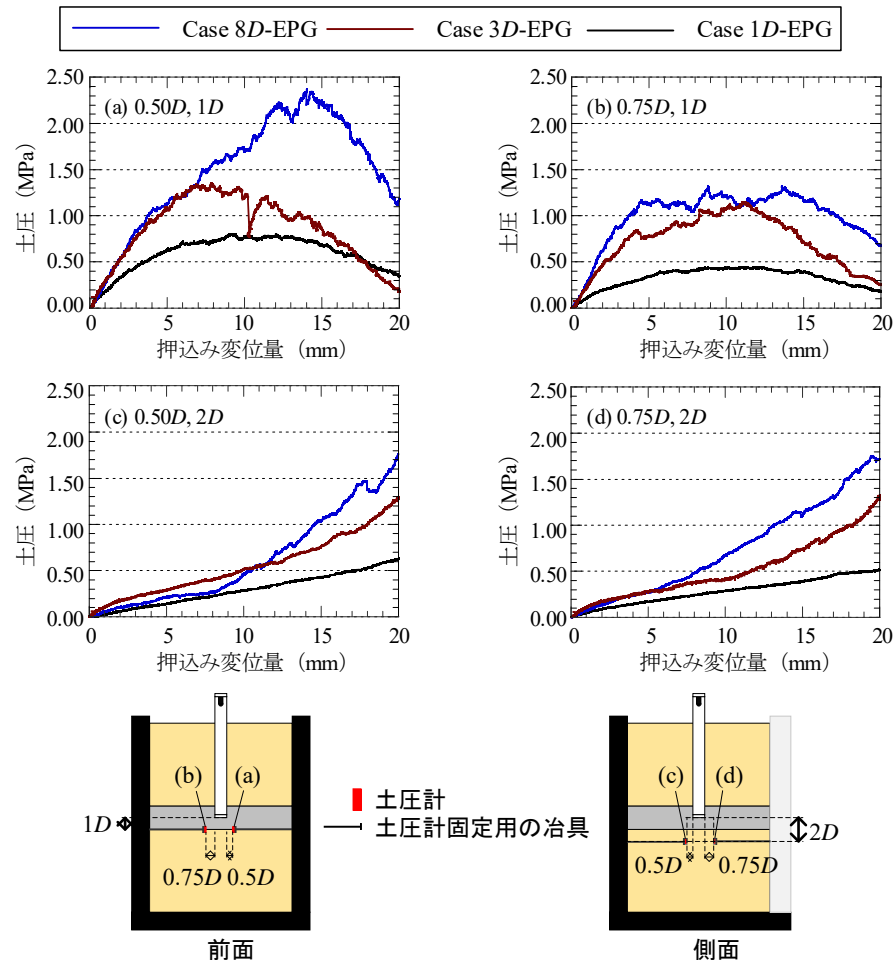 Case 8D-EPG Case 3D-EPG Case 1D-EPG
(a) 0.50D, 1D
2.50
2.00
1.50
1.00
0.50
0.00
土圧 (MPa)
0 5 10 15 20
押込み変位量 (mm)
(b) 0.75D, 1D
2.50
2.00
1.50
1.00
0.50
0.00
土圧 (MPa)
0 5 10 15 20
押込み変位量 (mm)
(c) 0.50D, 2D
2.50
2.00
1.50
1.00
0.50
0.00
土圧 (MPa)
0 5 10 15 20
押込み変位量 (mm)
(d) 0.75D, 2D
2.50
2.00
1.50
1.00
0.50
0.00
土圧 (MPa)
0 5 10 15 20
押込み変位量 (mm)
(b) (a)
1D
0.75D 0.5D
前面
土圧計
土圧計固定用の冶具
(c) (d)
2D
0.5D 0.75D
側面